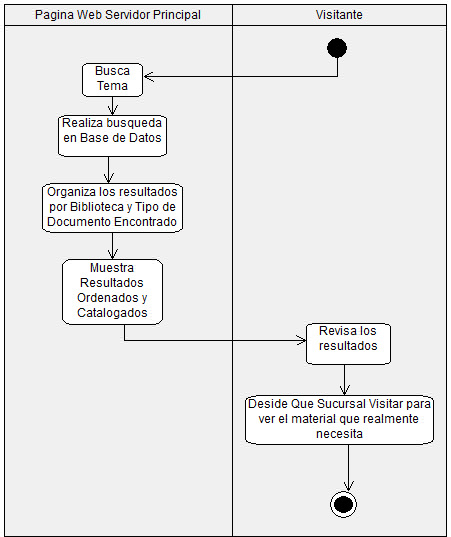 Pagina Web Servidor Principal
Visitante
Busca
Tema
Realiza busqueda
en Base de Datos
Organiza los resultados
por Biblioteca y Tipo de
Documento Encontrado
Muestra
Resultados
Ordenados y
Catalogados
Revisa los
resultados
Deside Que Sucursal Visitar para
ver el material que realmente
necesita